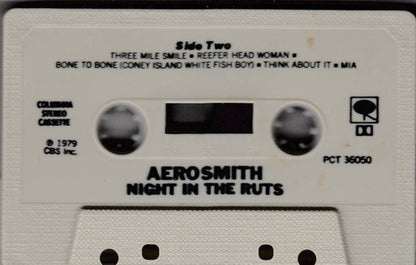 Side Two
THREE MILE SMILE ■ REEFER HEAD WOMAN ■
BONE TO BONE (CONEY ISLAND WHITE FISH BOY) ■ THINK ABOUT IT ■ MIA
COLUMBIA
STEREO
CASSETTE
℗ 1979
CBS Inc.
PCT 36050
AEROSMITH
NIGHT IN THE RUTS